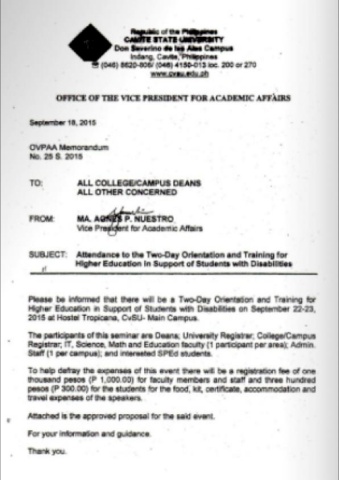 Republic of the Philippines
CAVITE STATE UNIVERSITY
Don Severino de las Alas Campus
Indang, Cavite, Philippines
(046) 8620-806/ (046) 4150-013 loc. 200 or 270
www.cvsu.edu.ph
OFFICE OF THE VICE PRESIDENT FOR ACADEMIC AFFAIRS
September 18, 2015
OVPAA Memorandum
No. 25 S. 2015
TO: ALL COLLEGE/CAMPUS DEANS
ALL OTHER CONCERNED
FROM: MA. AGNES P. NUESTRO
Vice President for Academic Affairs
SUBJECT: Attendance to the Two-Day Orientation and Training for
Higher Education in Support of Students with Disabilities
Please be informed that there will be a Two-Day Orientation and Training for
Higher Education in Support of Students with Disabilities on September 22-23,
2015 at Hostel Tropicana, CvSU- Main Campus.
The participants of this seminar are Deans; University Registrar; College/Campus
Registrar; IT, Science, Math and Education faculty (1 participant per area); Admin.
Staff (1 per campus); and interested SPEd students.
To help defray the expenses of this event there will be a registration fee of one
thousand pesos (P 1,000.00) for faculty members and staff and three hundred
pesos (P 300.00) for the students for the food, kit, certificate, accommodation and
travel expenses of the speakers.
Attached is the approved proposal for the said event.
For your information and guidance.
Thank you.